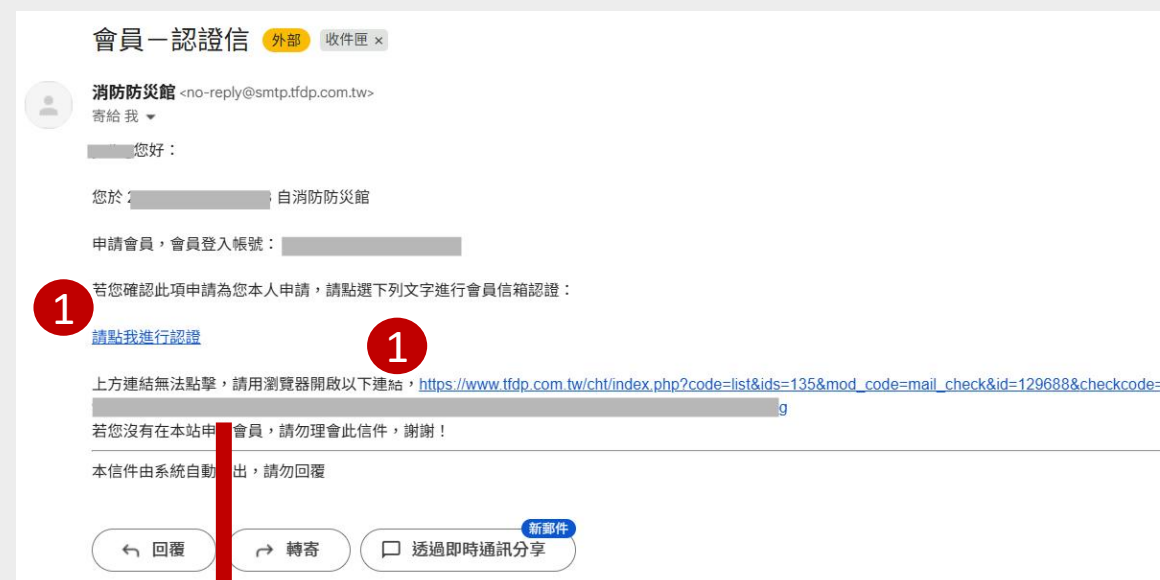 會員－認證信 外部 收件匣 ×
消防防災館 <no-reply@smtp.tfdp.com.tw>
寄給 我
您好：
您於 自消防防災館
申請會員，會員登入帳號：
若您確認此項申請為您本人申請，請點選下列文字進行會員信箱認證：
1
請點我進行認證
1
上方連結無法點擊，請用瀏覽器開啟以下連結，https://www.tfdp.com.tw/cht/index.php?code=list&ids=135&mod_code=mail_check&id=129688&checkcode=
g
若您沒有在本站申 會員，請勿理會此信件，謝謝！
本信件由系統自動 出，請勿回覆
新郵件
回覆 轉寄 透過即時通訊分享